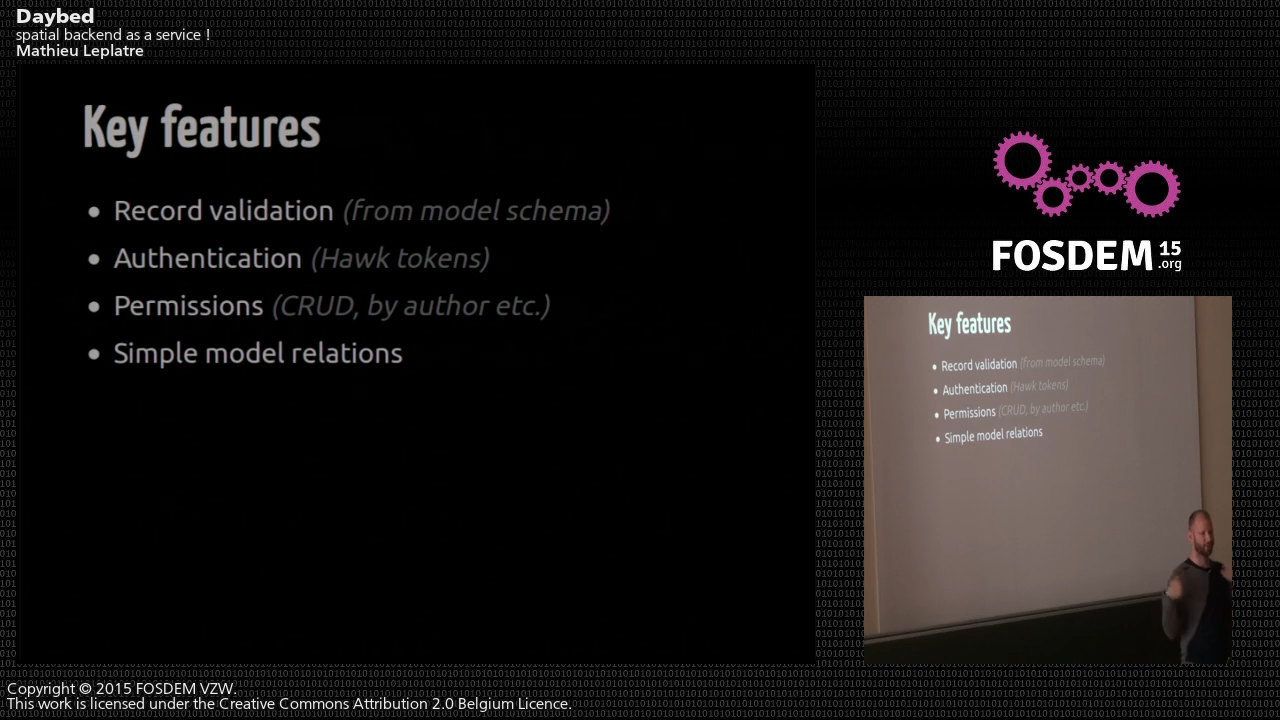 Daybed
spatial backend as a service !
Mathieu Leplatre
Key features
Record validation (from model schema)
Authentication (Hawk tokens)
Permissions (CRUD, by author etc.)
Simple model relations
FOSDEM 15
.org
Key features
Record validation (from model schema)
Authentication (Hawk tokens)
Permissions (CRUD, by author etc.)
Simple model relations
Copyright © 2015 FOSDEM VZW.
This work is licensed under the Creative Commons Attribution 2.0 Belgium Licence.